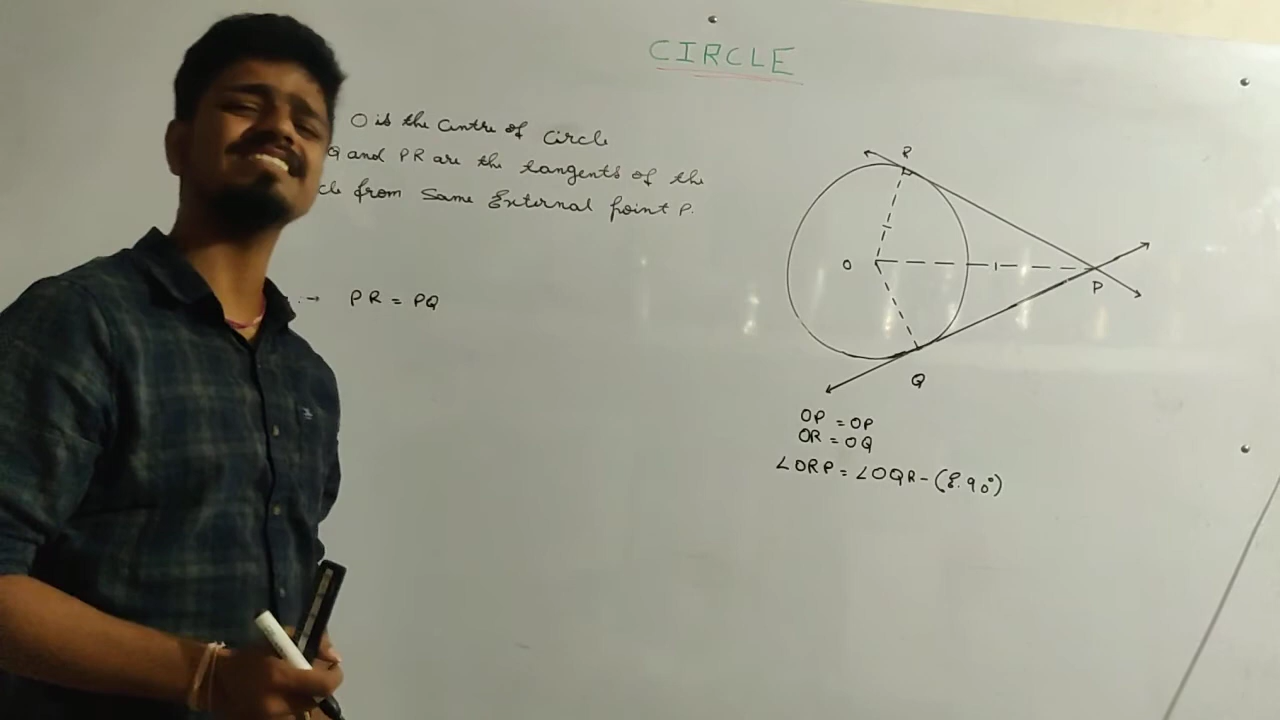 CIRCLE
O is the Centre of Circle
Q and PR are the tangents of the
cle from Same External point P.
:→ PR = PQ
R
O
P
Q
OP = OP
OR = OQ
∠ORP = ∠OQR - (E.90°)